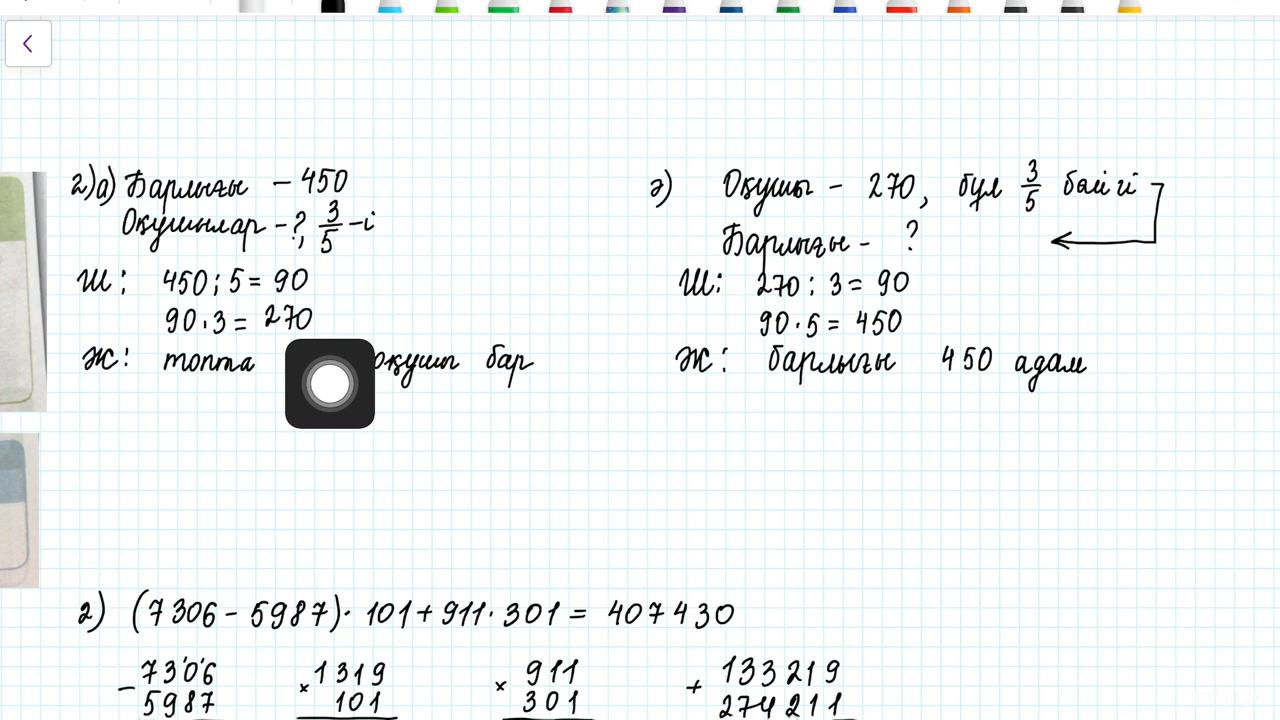 2)а) Барлығы – 450
Оқушылар – ?, 3/5 –і
Ш: 450 : 5 = 90
90 · 3 = 270
Ж: топта оқушы бар
ә) Оқушы – 270, бұл 3/5 бөлігі
Барлығы – ?
Ш: 270 : 3 = 90
90 · 5 = 450
Ж: барлығы 450 адам
2) (7306 – 5987) · 101 + 911 · 301 = 407430
– 7306
5987
× 1319
101
× 911
301
+ 133219
274211